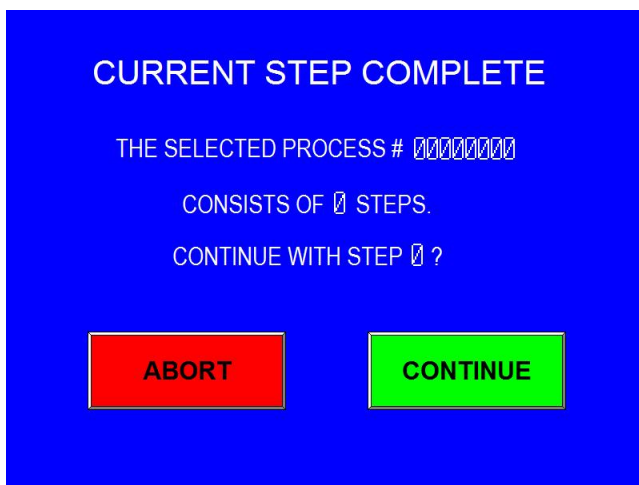 CURRENT STEP COMPLETE
THE SELECTED PROCESS # 00000000
CONSISTS OF 0 STEPS.
CONTINUE WITH STEP 0 ?
ABORT CONTINUE